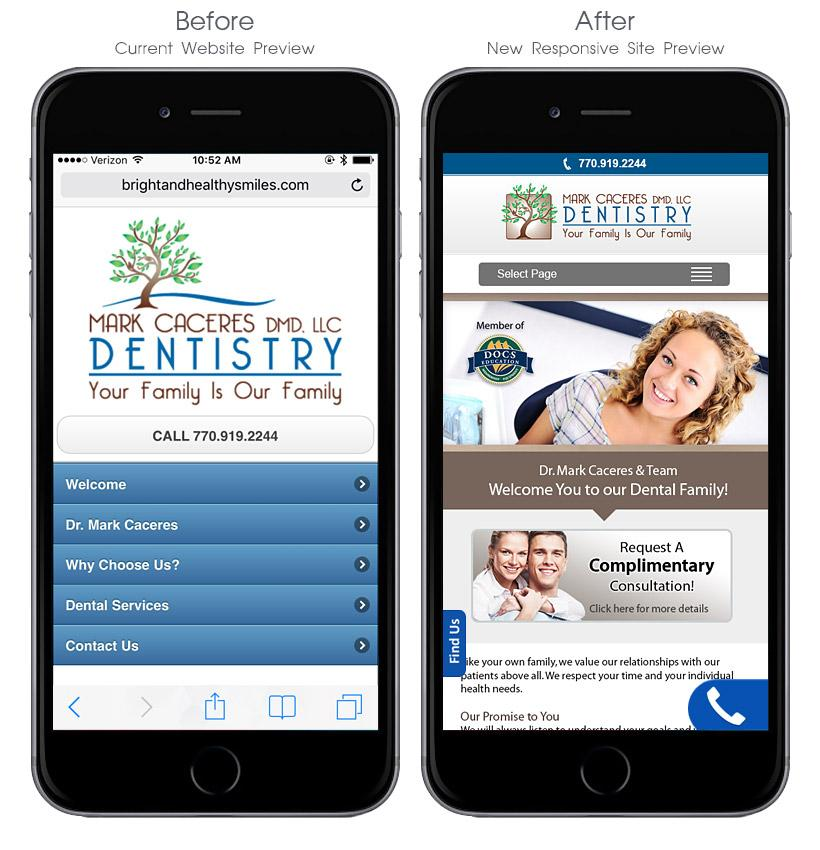 Before
Current Website Preview
Verizon 10:52 AM
brightandhealthysmiles.com
MARK CACERES DMD. LLC
DENTISTRY
Your Family Is Our Family
CALL 770.919.2244
Welcome
Dr. Mark Caceres
Why Choose Us?
Dental Services
Contact Us
After
New Responsive Site Preview
770.919.2244
MARK CACERES DMD. LLC
DENTISTRY
Your Family Is Our Family
Select Page
Member of
DOCS
EDUCATION
Dr. Mark Caceres & Team
Welcome You to our Dental Family!
Request A
Complimentary
Consultation!
Click here for more details
Find Us
ike your own family, we value our relationships with our
patients above all. We respect your time and your individual
health needs.
Our Promise to You
We will always listen to understand your goals and